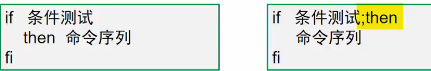 if 条件测试
then 命令序列
fi
if 条件测试;then
命令序列
fi